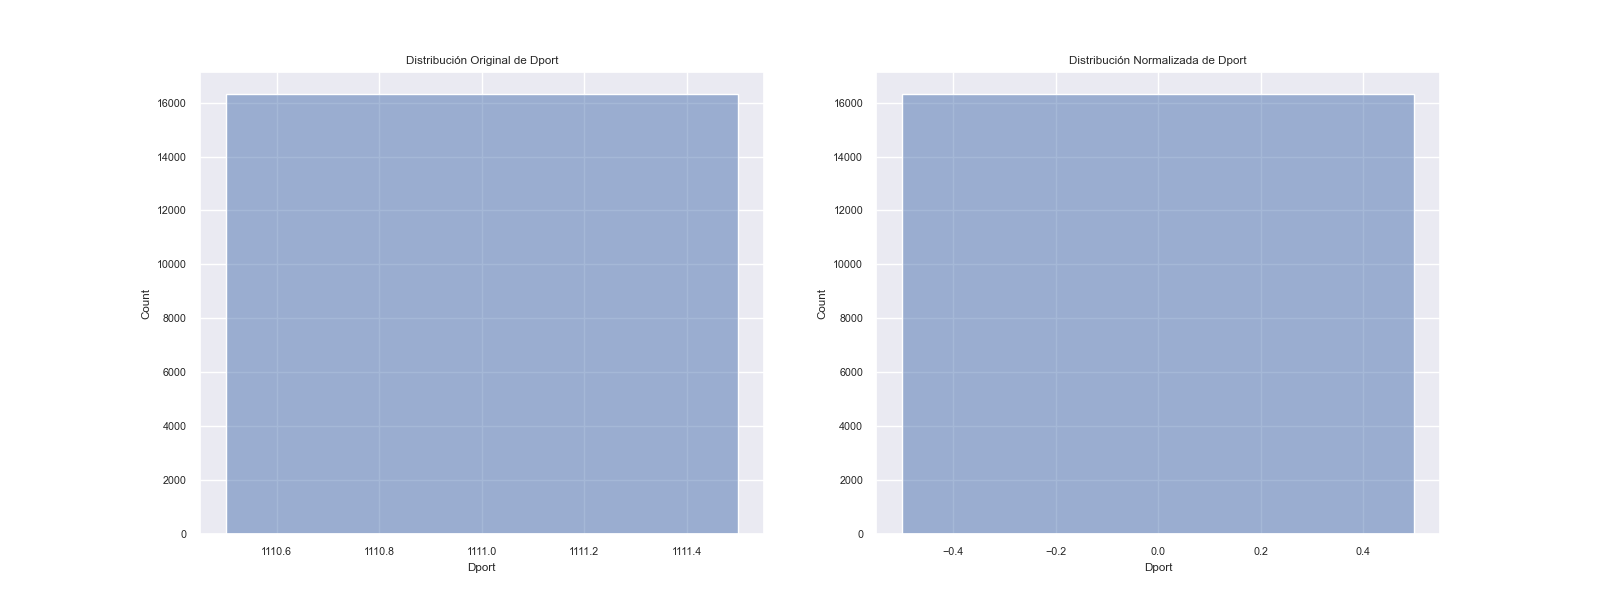 Distribución Original de Dport
16000
14000
12000
10000
8000
6000
4000
2000
0
Count
1110.6 1110.8 1111.0 1111.2 1111.4
Dport
Distribución Normalizada de Dport
16000
14000
12000
10000
8000
6000
4000
2000
0
Count
−0.4 −0.2 0.0 0.2 0.4
Dport